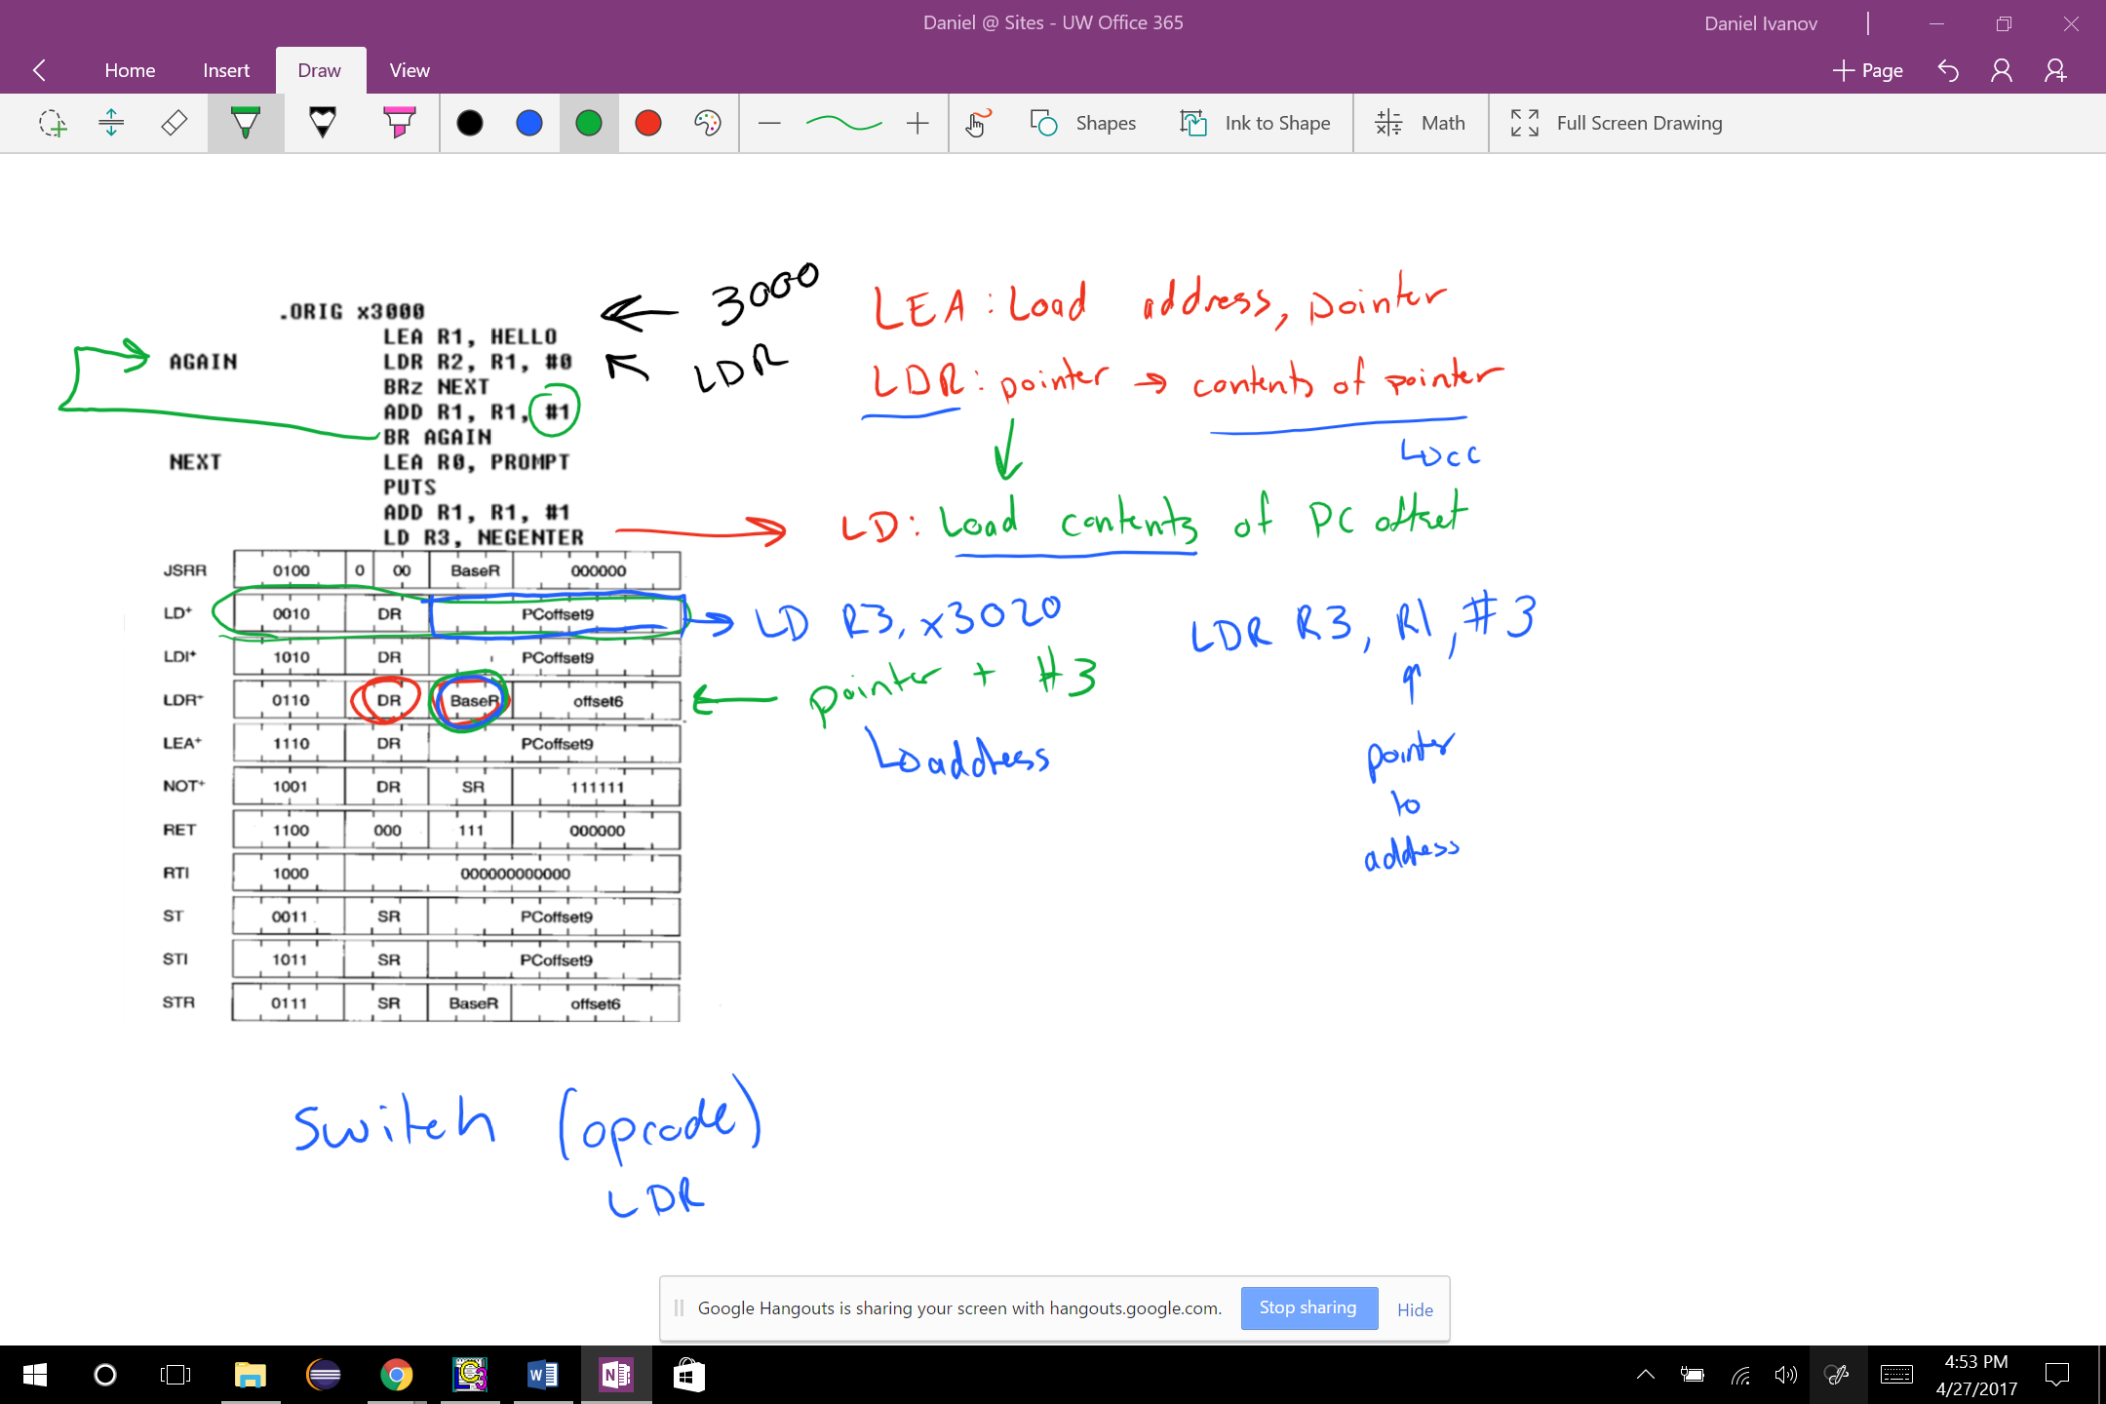 Daniel @ Sites - UW Office 365
Daniel Ivanov
Home Insert Draw View
Page
Shapes Ink to Shape Math Full Screen Drawing
.ORIG x3000
LEA R1, HELLO
AGAIN LDR R2, R1, #0
BRz NEXT
ADD R1, R1, #1
BR AGAIN
NEXT LEA R0, PROMPT
PUTS
ADD R1, R1, #1
LD R3, NEGENTER
3000
LDR
LEA: Load address, pointer
LDR: pointer → contents of pointer
↳ CC
LD: Load contents of PC offset
JSRR 0100 0 00 BaseR 000000
LD+ 0010 DR PCoffset9
LDI+ 1010 DR PCoffset9
LDR+ 0110 DR BaseR offset6
LEA+ 1110 DR PCoffset9
NOT+ 1001 DR SR 111111
RET 1100 000 111 000000
RTI 1000 000000000000
ST 0011 SR PCoffset9
STI 1011 SR PCoffset9
STR 0111 SR BaseR offset6
LD R3, x3020
LDR R3, R1, #3
pointer + #3
↳ address
pointer
to
address
switch (opcode)
LDR
Google Hangouts is sharing your screen with hangouts.google.com. Stop sharing Hide
4:53 PM
4/27/2017